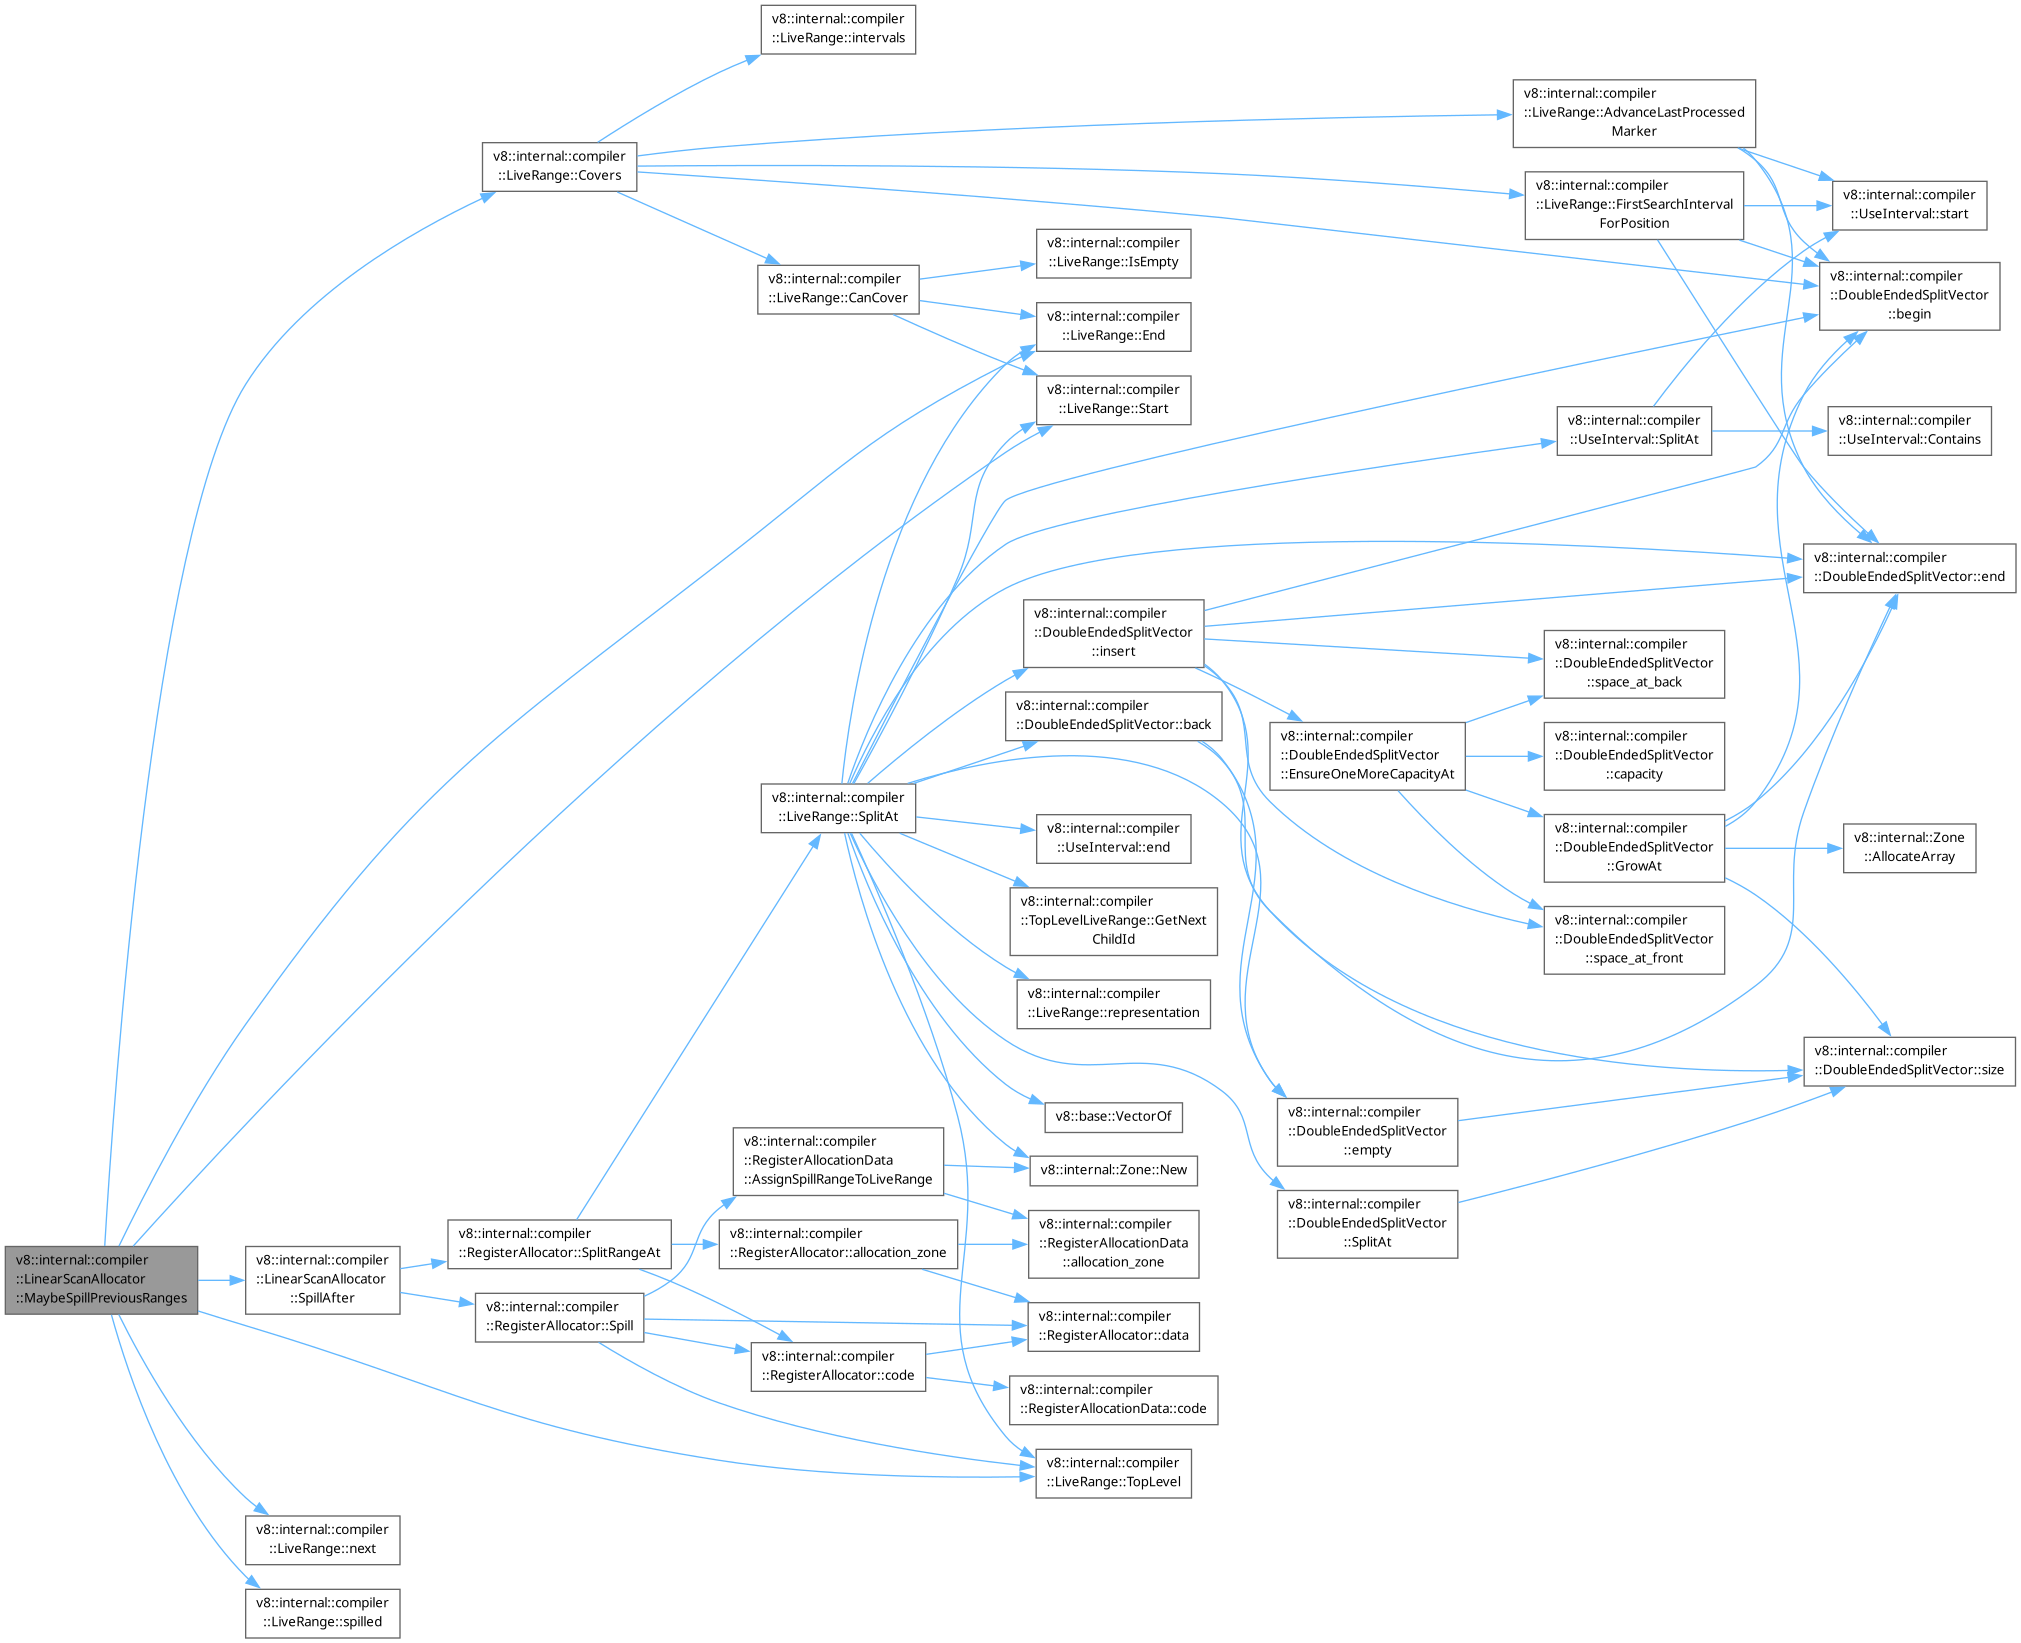 v8::internal::compiler
::LiveRange::intervals
v8::internal::compiler
::LiveRange::AdvanceLastProcessed
Marker
v8::internal::compiler
::LiveRange::Covers
v8::internal::compiler
::LiveRange::FirstSearchInterval
ForPosition
v8::internal::compiler
::UseInterval::start
v8::internal::compiler
::LiveRange::IsEmpty
v8::internal::compiler
::LiveRange::CanCover
v8::internal::compiler
::DoubleEndedSplitVector
::begin
v8::internal::compiler
::LiveRange::End
v8::internal::compiler
::LiveRange::Start
v8::internal::compiler
::UseInterval::SplitAt
v8::internal::compiler
::UseInterval::Contains
v8::internal::compiler
::DoubleEndedSplitVector::end
v8::internal::compiler
::DoubleEndedSplitVector
::insert
v8::internal::compiler
::DoubleEndedSplitVector
::space_at_back
v8::internal::compiler
::DoubleEndedSplitVector::back
v8::internal::compiler
::DoubleEndedSplitVector
::EnsureOneMoreCapacityAt
v8::internal::compiler
::DoubleEndedSplitVector
::capacity
v8::internal::compiler
::LiveRange::SplitAt
v8::internal::compiler
::UseInterval::end
v8::internal::compiler
::DoubleEndedSplitVector
::GrowAt
v8::internal::Zone
::AllocateArray
v8::internal::compiler
::TopLevelLiveRange::GetNext
ChildId
v8::internal::compiler
::DoubleEndedSplitVector
::space_at_front
v8::internal::compiler
::LiveRange::representation
v8::internal::compiler
::DoubleEndedSplitVector::size
v8::base::VectorOf
v8::internal::compiler
::DoubleEndedSplitVector
::empty
v8::internal::compiler
::RegisterAllocationData
::AssignSpillRangeToLiveRange
v8::internal::Zone::New
v8::internal::compiler
::DoubleEndedSplitVector
::SplitAt
v8::internal::compiler
::LinearScanAllocator
::MaybeSpillPreviousRanges
v8::internal::compiler
::LinearScanAllocator
::SpillAfter
v8::internal::compiler
::RegisterAllocator::SplitRangeAt
v8::internal::compiler
::RegisterAllocator::allocation_zone
v8::internal::compiler
::RegisterAllocationData
::allocation_zone
v8::internal::compiler
::RegisterAllocator::Spill
v8::internal::compiler
::RegisterAllocator::data
v8::internal::compiler
::RegisterAllocator::code
v8::internal::compiler
::RegisterAllocationData::code
v8::internal::compiler
::LiveRange::TopLevel
v8::internal::compiler
::LiveRange::next
v8::internal::compiler
::LiveRange::spilled